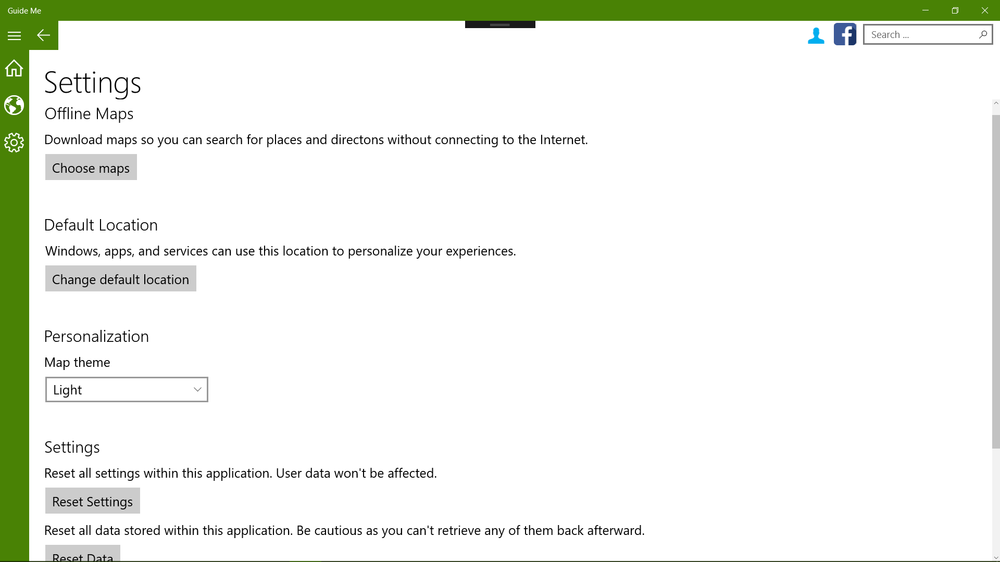 Guide Me
Search ...
Settings
Offline Maps
Download maps so you can search for places and directons without connecting to the Internet.
Choose maps
Default Location
Windows, apps, and services can use this location to personalize your experiences.
Change default location
Personalization
Map theme
Light
Settings
Reset all settings within this application. User data won't be affected.
Reset Settings
Reset all data stored within this application. Be cautious as you can't retrieve any of them back afterward.
Reset Data